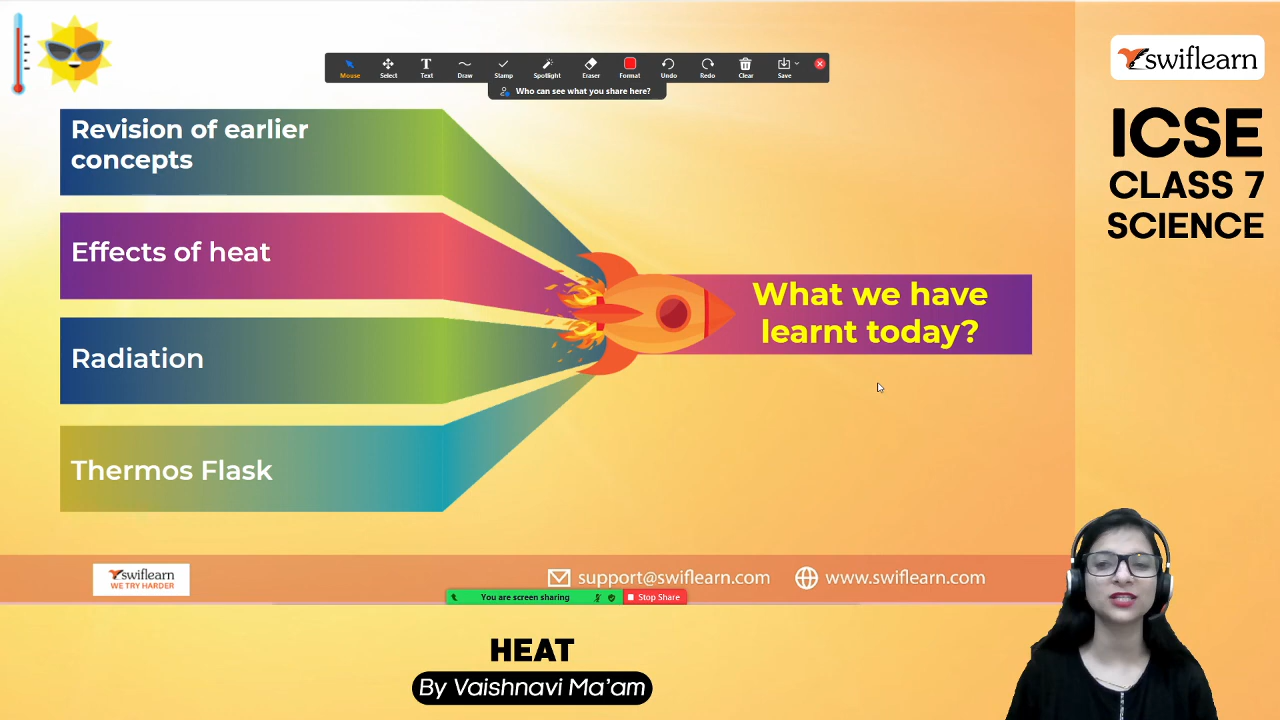 Mouse
Select
Text
Draw
Stamp
Spotlight
Eraser
Format
Undo
Redo
Clear
Save
Who can see what you share here?
swiflearn
ICSE
CLASS 7
SCIENCE
Revision of earlier
concepts
Effects of heat
Radiation
Thermos Flask
What we have
learnt today?
swiflearn
WE TRY HARDER
support@swiflearn.com
www.swiflearn.com
You are screen sharing
Stop Share
HEAT
By Vaishnavi Ma'am